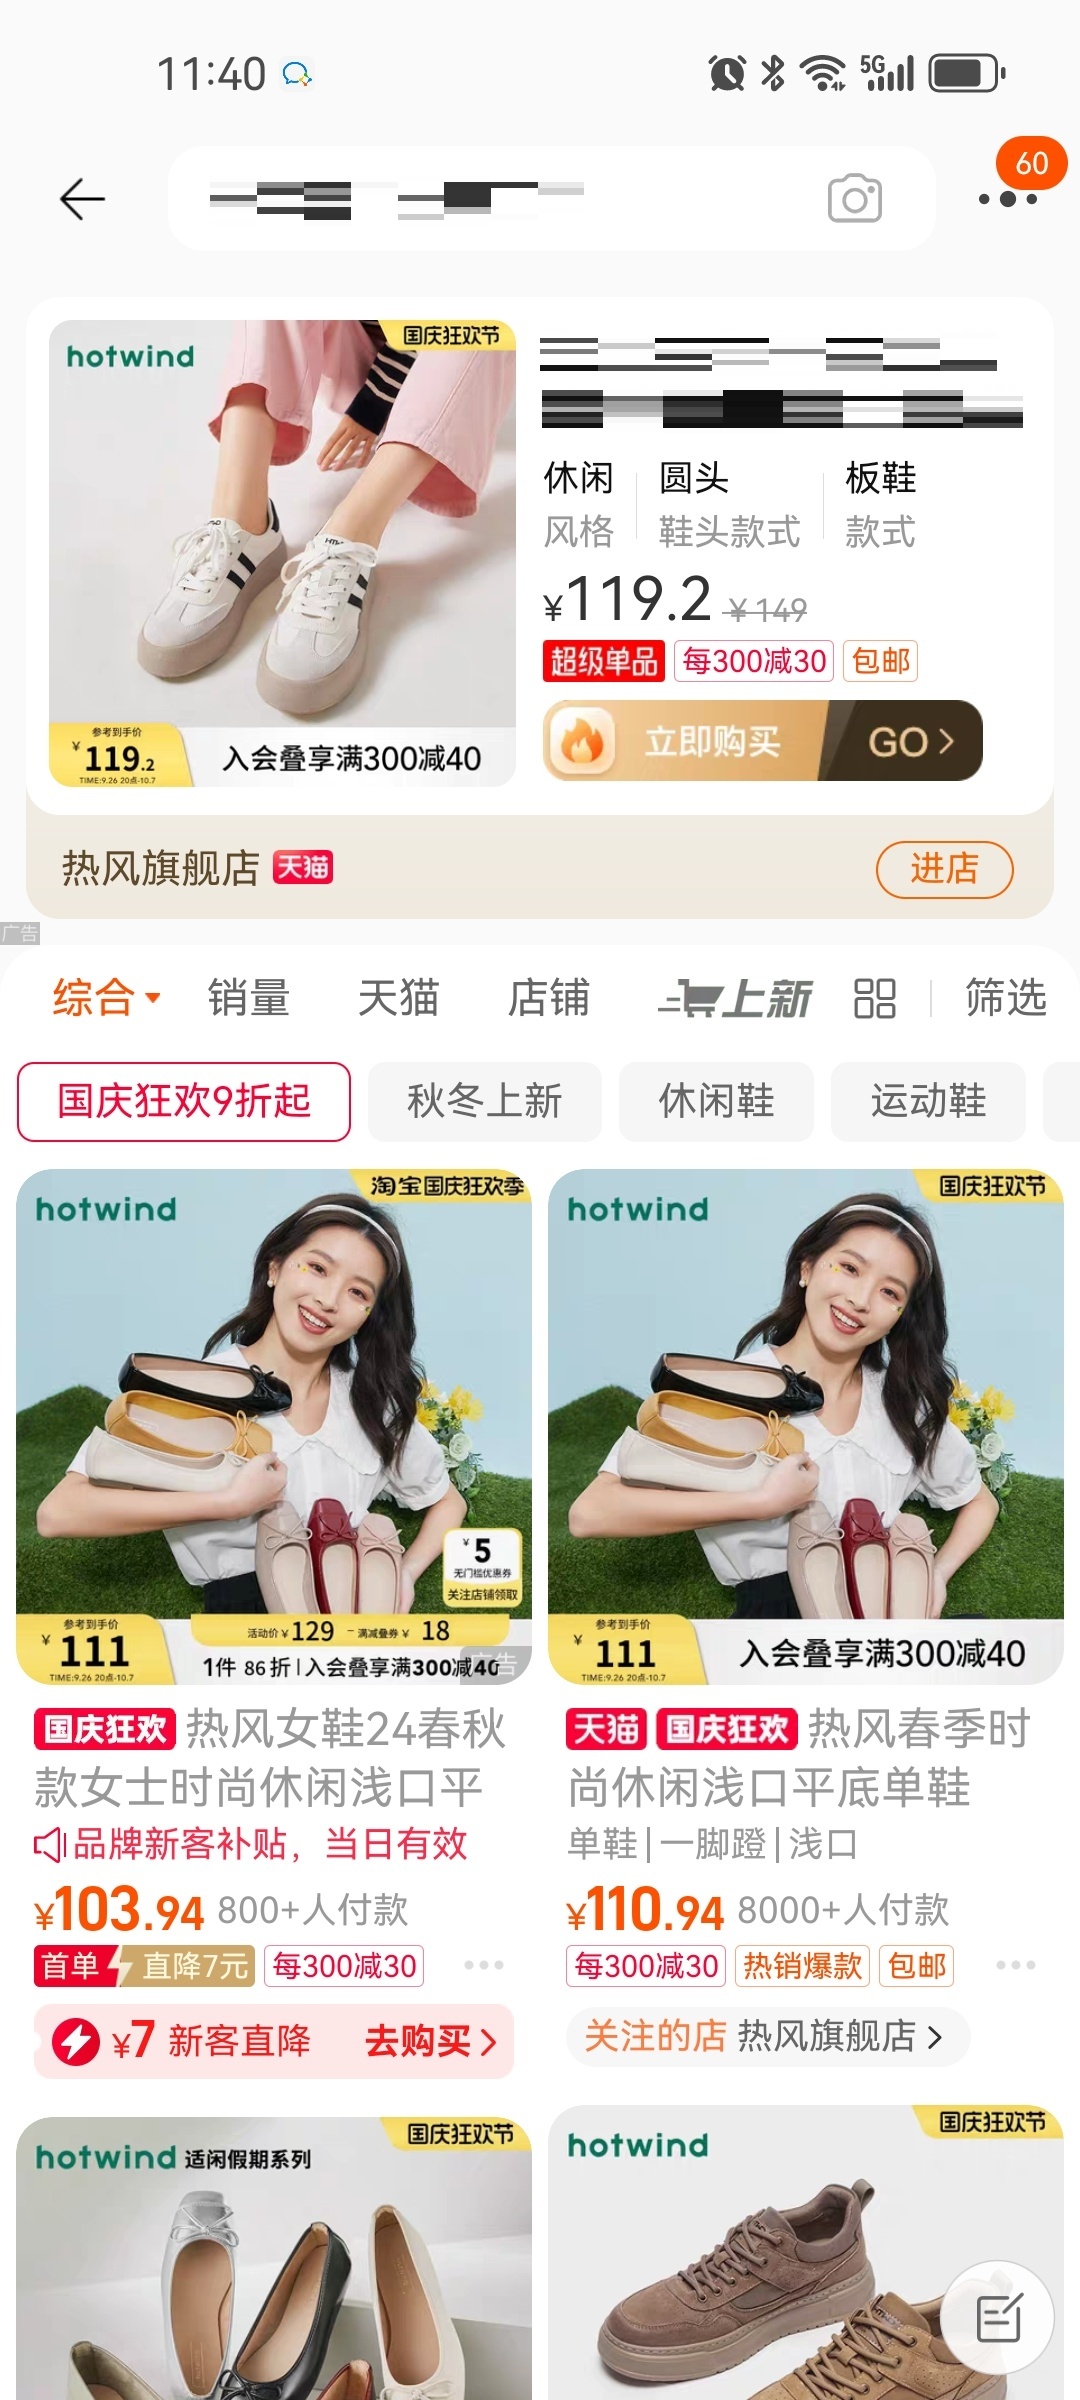 11:40
5G
60
hotwind
国庆狂欢节
休闲
圆头
板鞋
风格
鞋头款式
款式
¥119.2 ¥149
超级单品 每300减30 包邮
立即购买 GO >
参考到手价
¥119.2
TIME:9.26 20点-10.7
入会叠享满300减40
热风旗舰店 天猫 进店
广告
综合 销量 天猫 店铺 上新 筛选
国庆狂欢9折起 秋冬上新 休闲鞋 运动鞋
hotwind
淘宝国庆狂欢季
¥5
无门槛优惠券
关注店铺领取
参考到手价
¥111
TIME:9.26 20点-10.7
活动价¥129 -满减叠券¥18
1件 86折|入会叠享满300减40
广告
国庆狂欢 热风女鞋24春秋
款女士时尚休闲浅口平
品牌新客补贴，当日有效
¥103.94 800+人付款
首单 直降7元 每300减30
¥7 新客直降 去购买 >
hotwind
国庆狂欢节
参考到手价
¥111
TIME:9.26 20点-10.7
入会叠享满300减40
天猫 国庆狂欢 热风春季时
尚休闲浅口平底单鞋
单鞋|一脚蹬|浅口
¥110.94 8000+人付款
每300减30 热销爆款 包邮
关注的店 热风旗舰店 >
hotwind 适闲假期系列
国庆狂欢节
hotwind
国庆狂欢节